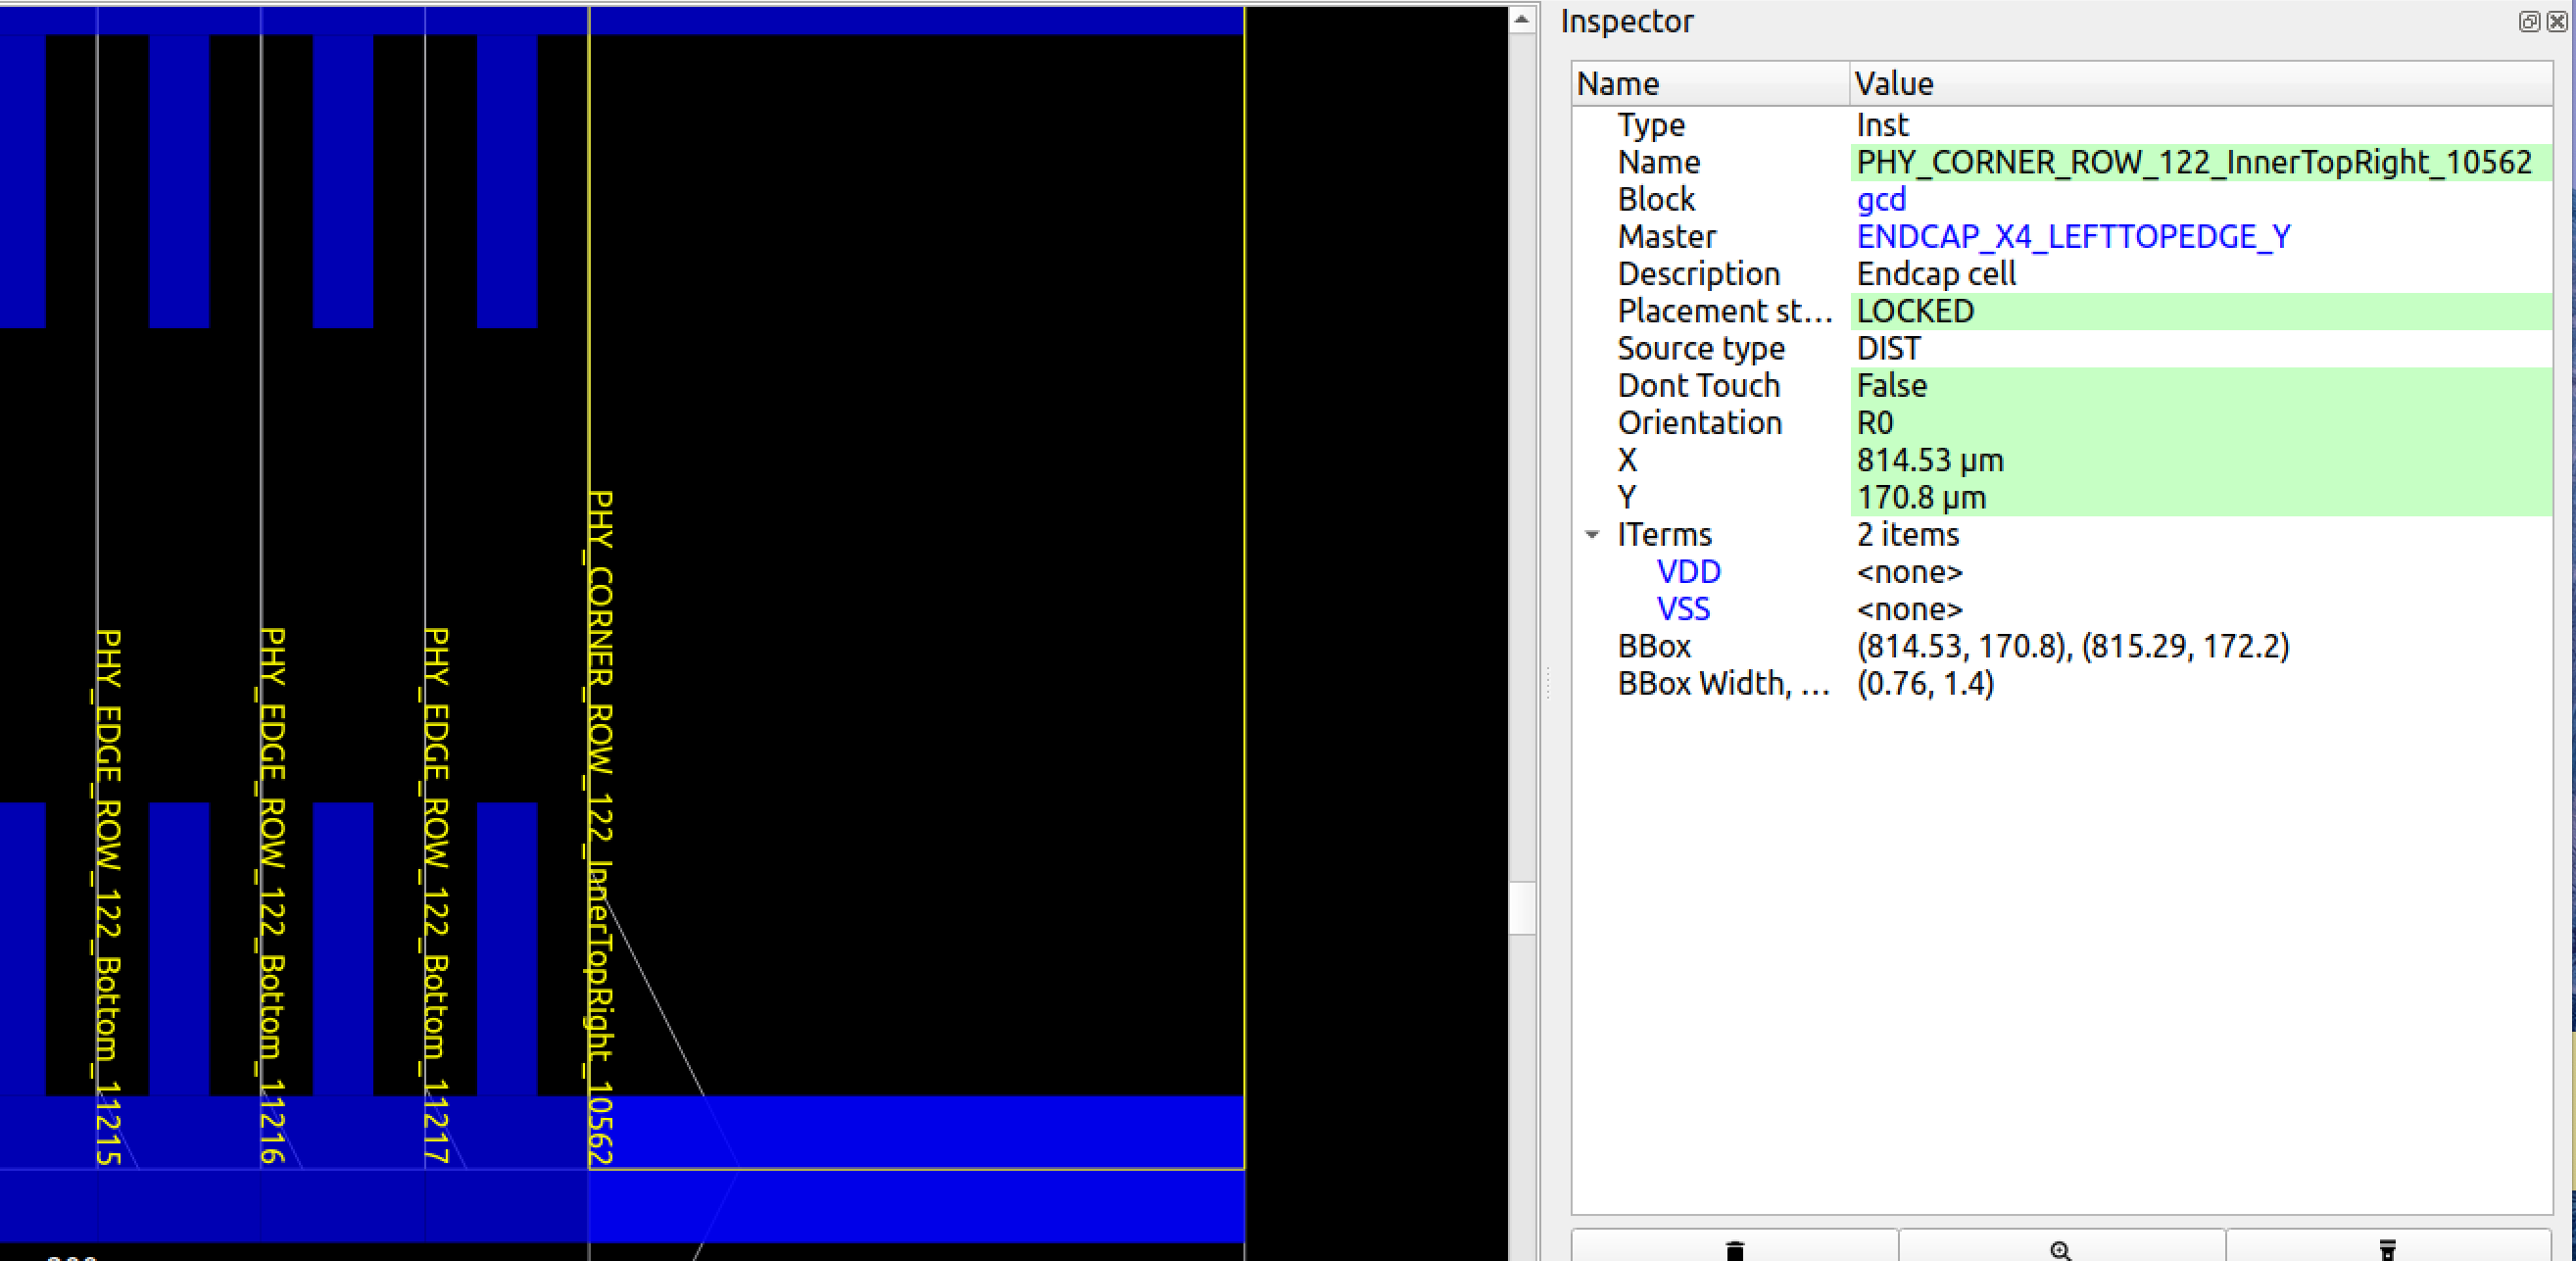 PHY_EDGE_ROW_122_Bottom_11215
PHY_EDGE_ROW_122_Bottom_11216
PHY_EDGE_ROW_122_Bottom_11217
PHY_CORNER_ROW_122_InnerTopRight_10562
Inspector
Name Value
Type Inst
Name PHY_CORNER_ROW_122_InnerTopRight_10562
Block gcd
Master ENDCAP_X4_LEFTTOPEDGE_Y
Description Endcap cell
Placement st... LOCKED
Source type DIST
Dont Touch False
Orientation R0
X 814.53 µm
Y 170.8 µm
ITerms 2 items
VDD <none>
VSS <none>
BBox (814.53, 170.8), (815.29, 172.2)
BBox Width, ... (0.76, 1.4)